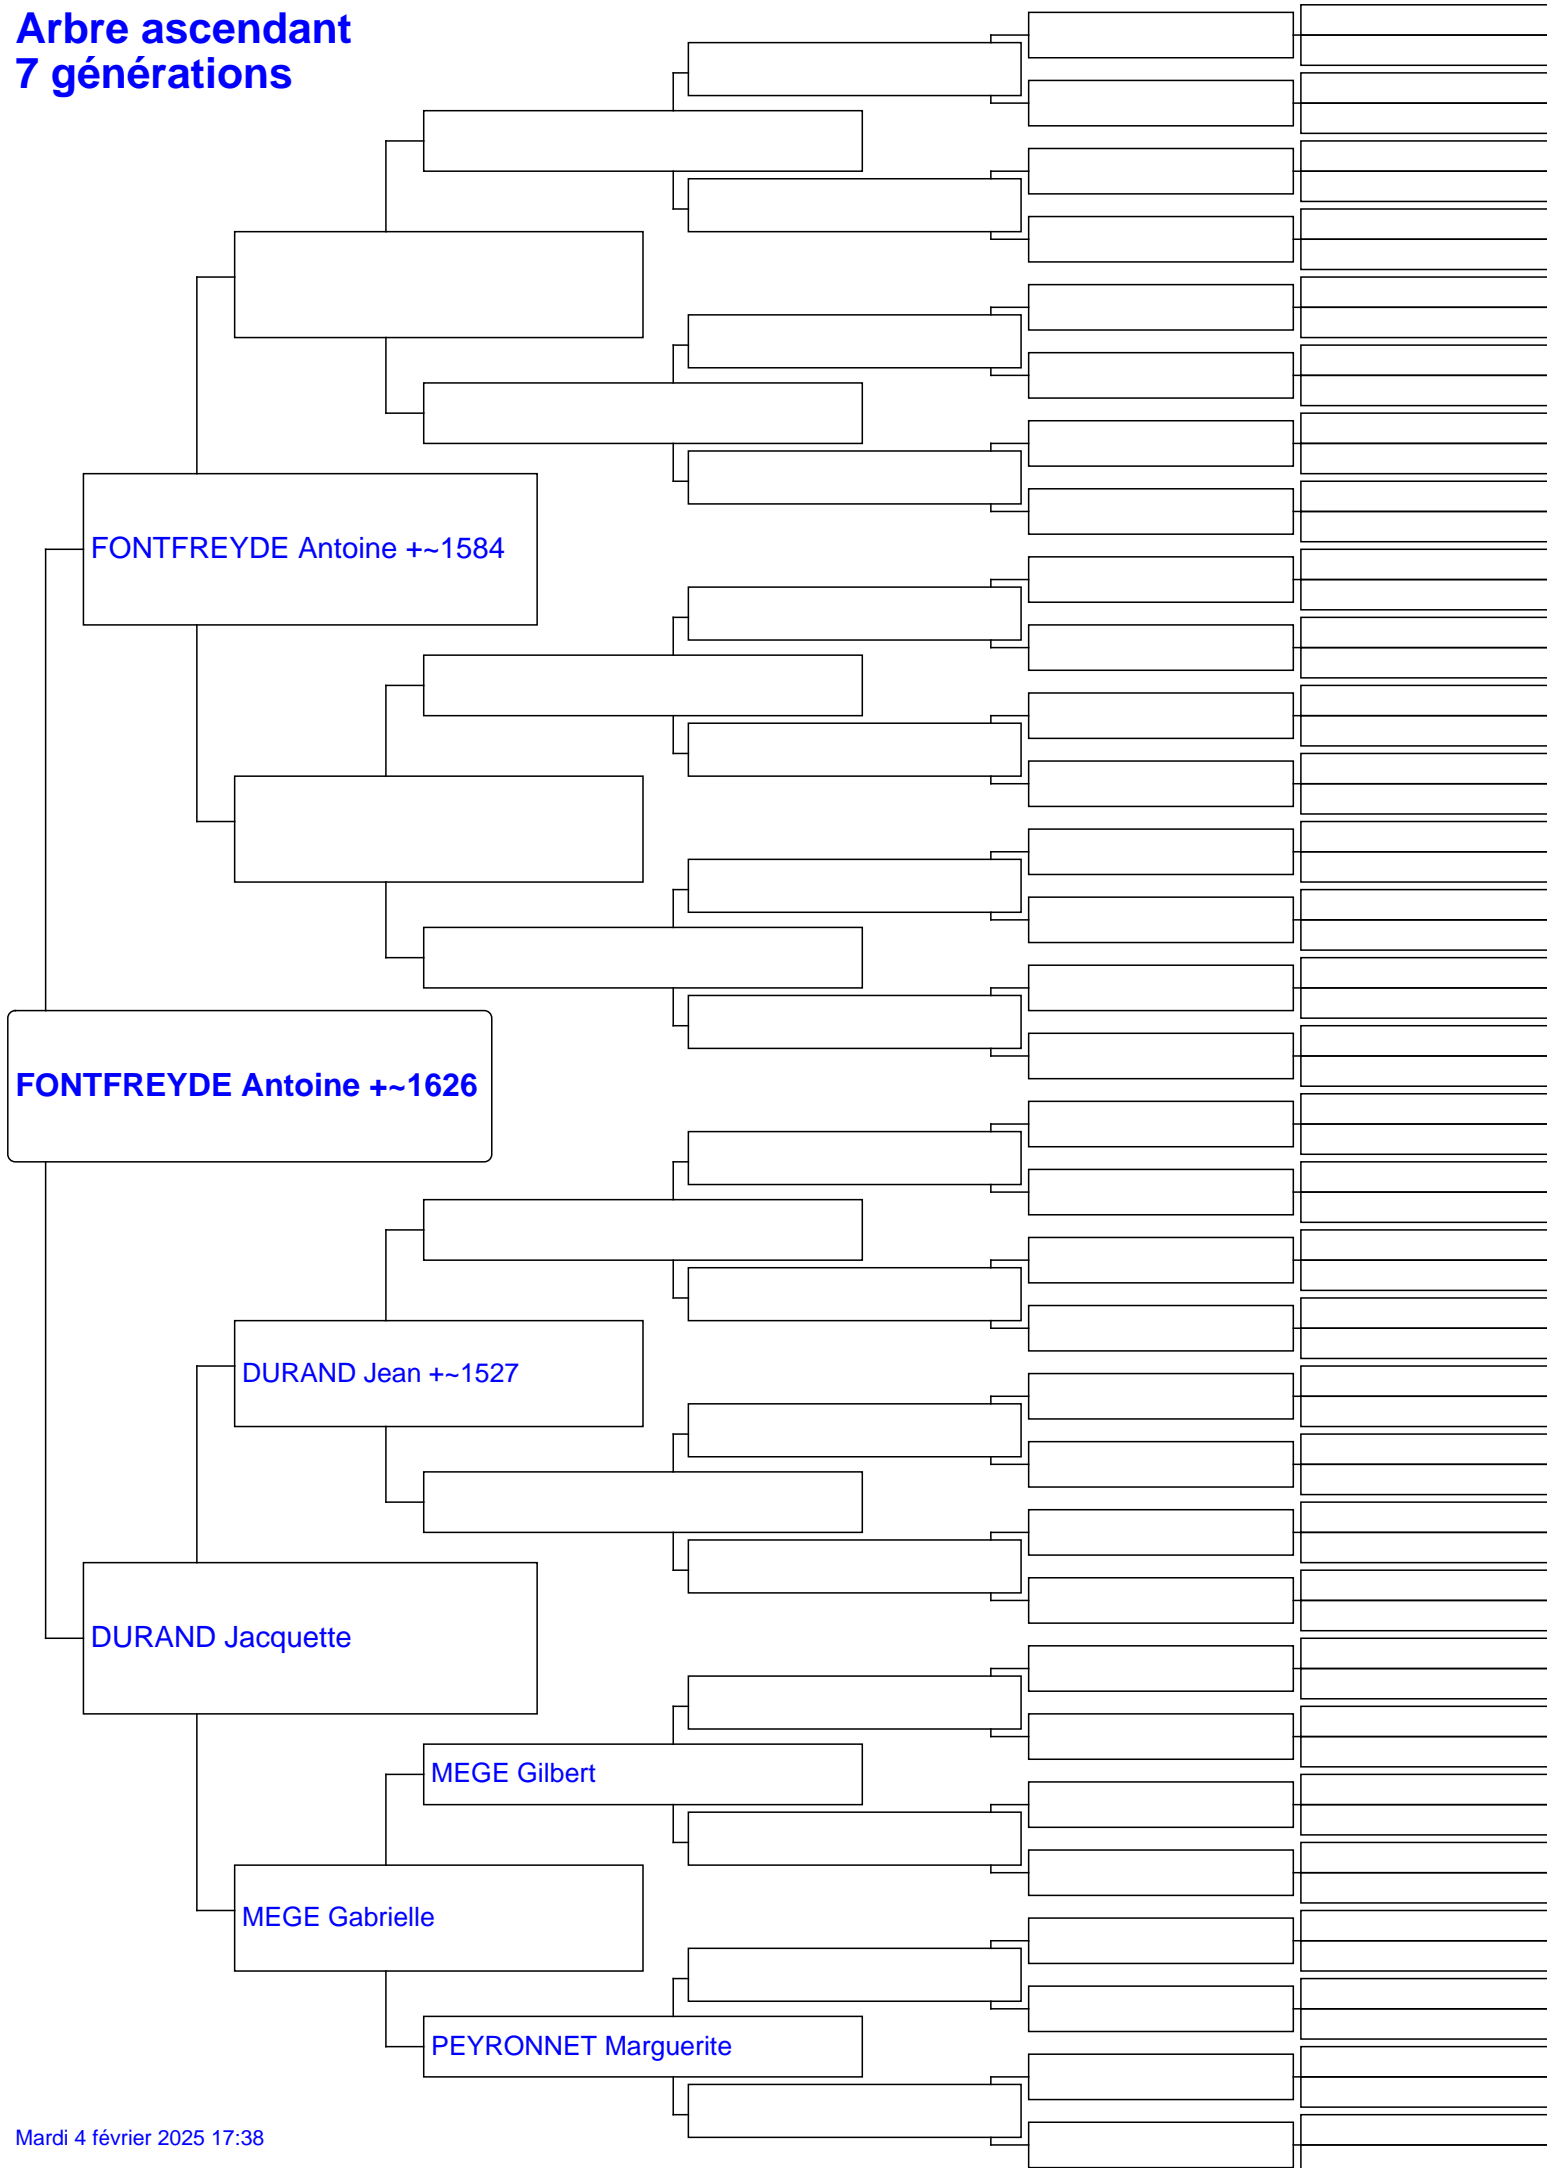 Arbre ascendant
7 générations
FONTFREYDE Antoine +~1584
FONTFREYDE Antoine +~1626
DURAND Jean +~1527
DURAND Jacquette
MEGE Gilbert
MEGE Gabrielle
PEYRONNET Marguerite
Mardi 4 février 2025 17:38